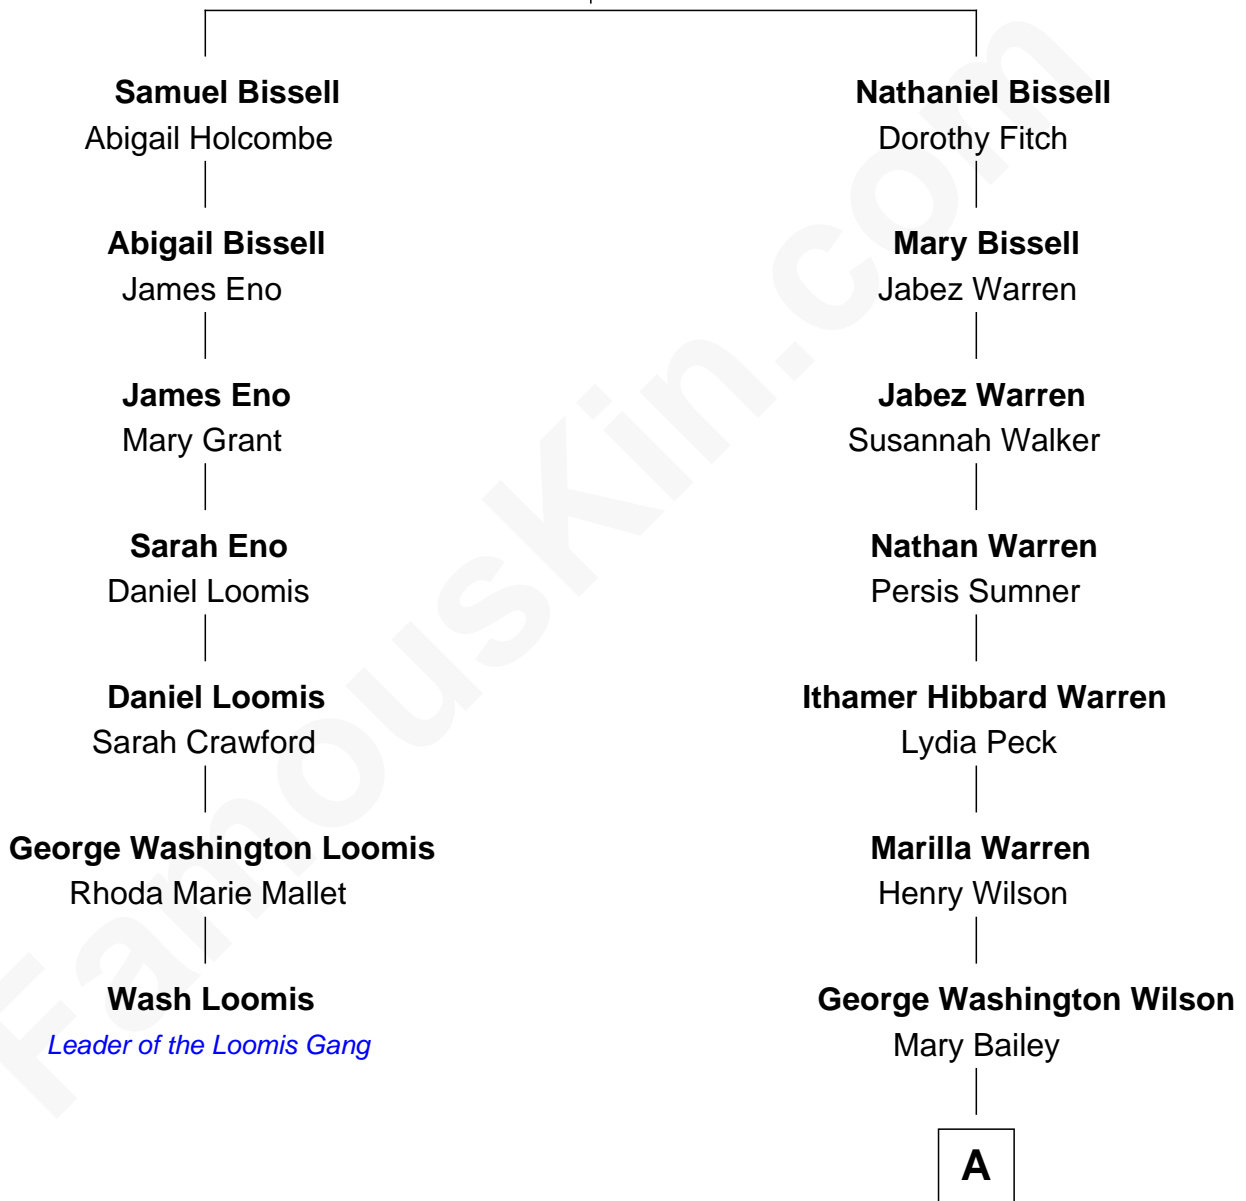 Samuel Bissell
Abigail Holcombe
Abigail Bissell
James Eno
James Eno
Mary Grant
Sarah Eno
Daniel Loomis
Daniel Loomis
Sarah Crawford
George Washington Loomis
Rhoda Marie Mallet
Wash Loomis
Leader of the Loomis Gang
Nathaniel Bissell
Dorothy Fitch
Mary Bissell
Jabez Warren
Jabez Warren
Susannah Walker
Nathan Warren
Persis Sumner
Ithamer Hibbard Warren
Lydia Peck
Marilla Warren
Henry Wilson
George Washington Wilson
Mary Bailey
A
FamousKin.com